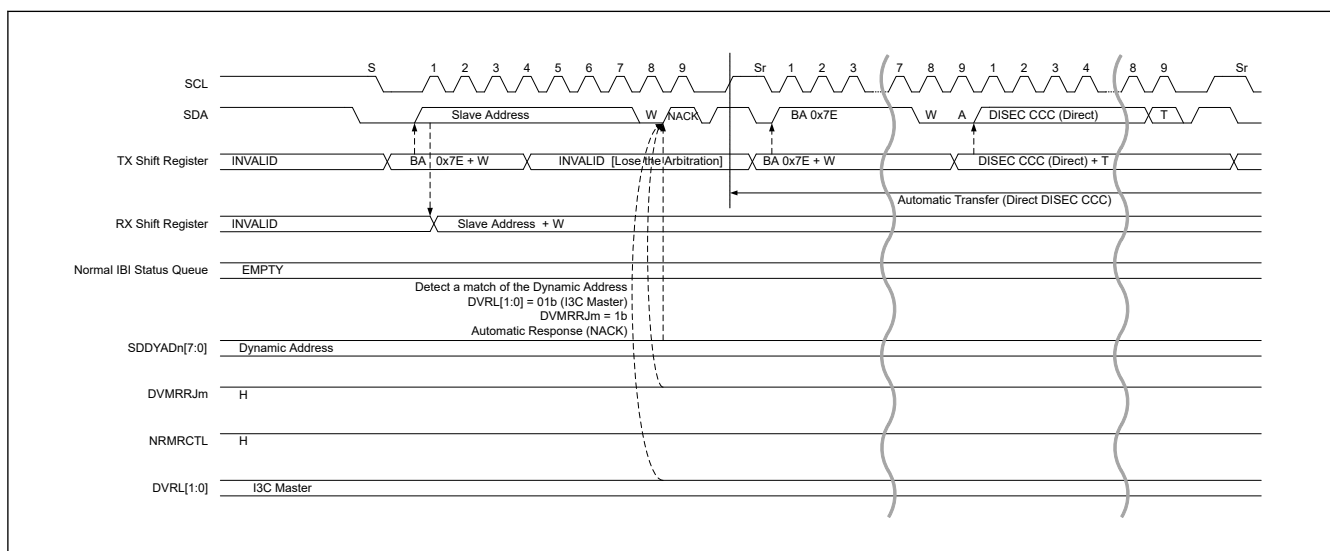 S 1 2 3 4 5 6 7 8 9 Sr 1 2 3 7 8 9 1 2 3 4 8 9 Sr
SCL
SDA Slave Address W NACK BA 0x7E W A DISEC CCC (Direct) T
TX Shift Register INVALID BA 0x7E + W INVALID [Lose the Arbitration] BA 0x7E + W DISEC CCC (Direct) + T
Automatic Transfer (Direct DISEC CCC)
RX Shift Register INVALID Slave Address + W
Normal IBI Status Queue EMPTY
Detect a match of the Dynamic Address
DVRL[1:0] = 01b (I3C Master)
DVMRRJm = 1b
Automatic Response (NACK)
SDDYADn[7:0] Dynamic Address
DVMRRJm H
NRMRCTL H
DVRL[1:0] I3C Master